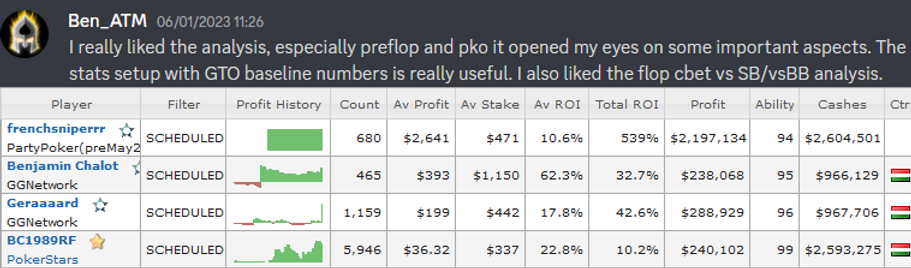 Ben_ATM 06/01/2023 11:26
I really liked the analysis, especially preflop and pko it opened my eyes on some important aspects. The
stats setup with GTO baseline numbers is really useful. I also liked the flop cbet vs SB/vsBB analysis.
Player Filter Profit History Count Av Profit Av Stake Av ROI Total ROI Profit Ability Cashes Ctr
frenchsniperrr
PartyPoker(preMay2 SCHEDULED 680 $2,641 $471 10.6% 539% $2,197,134 94 $2,604,501
Benjamin Chalot
GGNetwork SCHEDULED 465 $393 $1,150 62.3% 32.7% $238,068 95 $966,129
Geraaaard
GGNetwork SCHEDULED 1,159 $199 $442 17.8% 42.6% $288,929 96 $967,706
BC1989RF
PokerStars SCHEDULED 5,946 $36.32 $337 22.8% 10.2% $240,102 99 $2,593,275